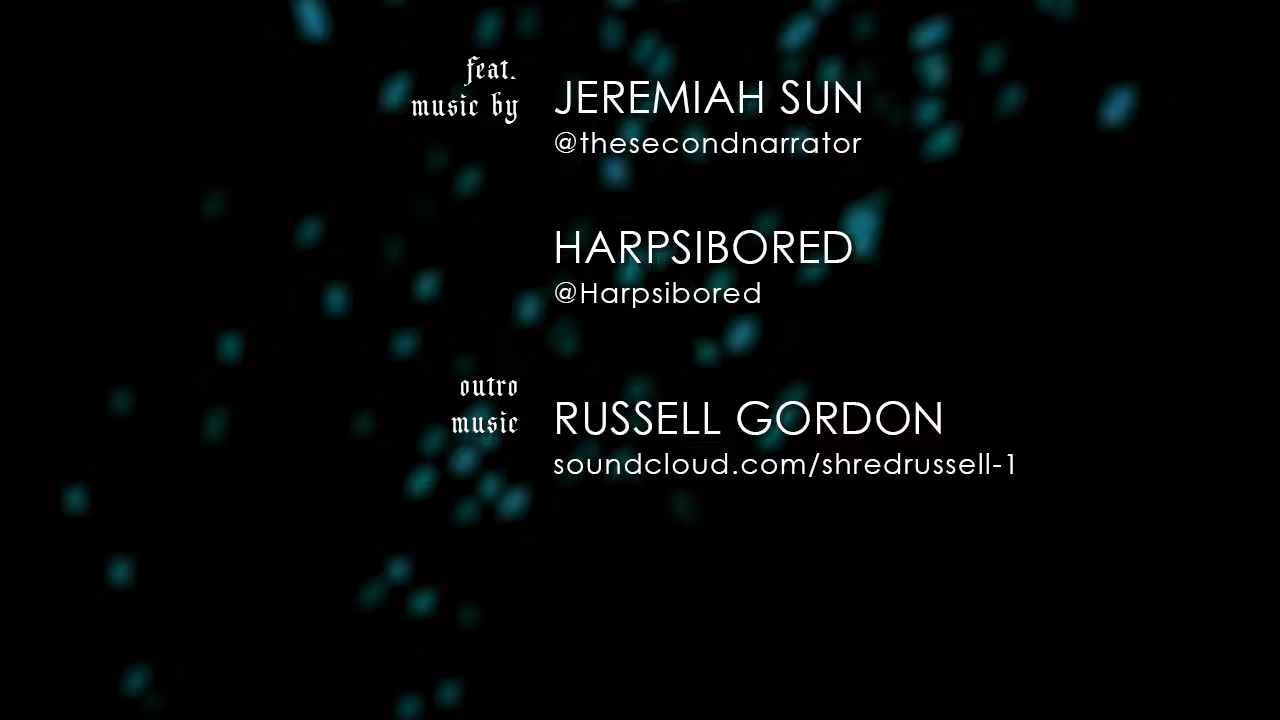 feat.
music by
JEREMIAH SUN
@thesecondnarrator
HARPSIBORED
@Harpsibored
outro
music
RUSSELL GORDON
soundcloud.com/shredrussell-1